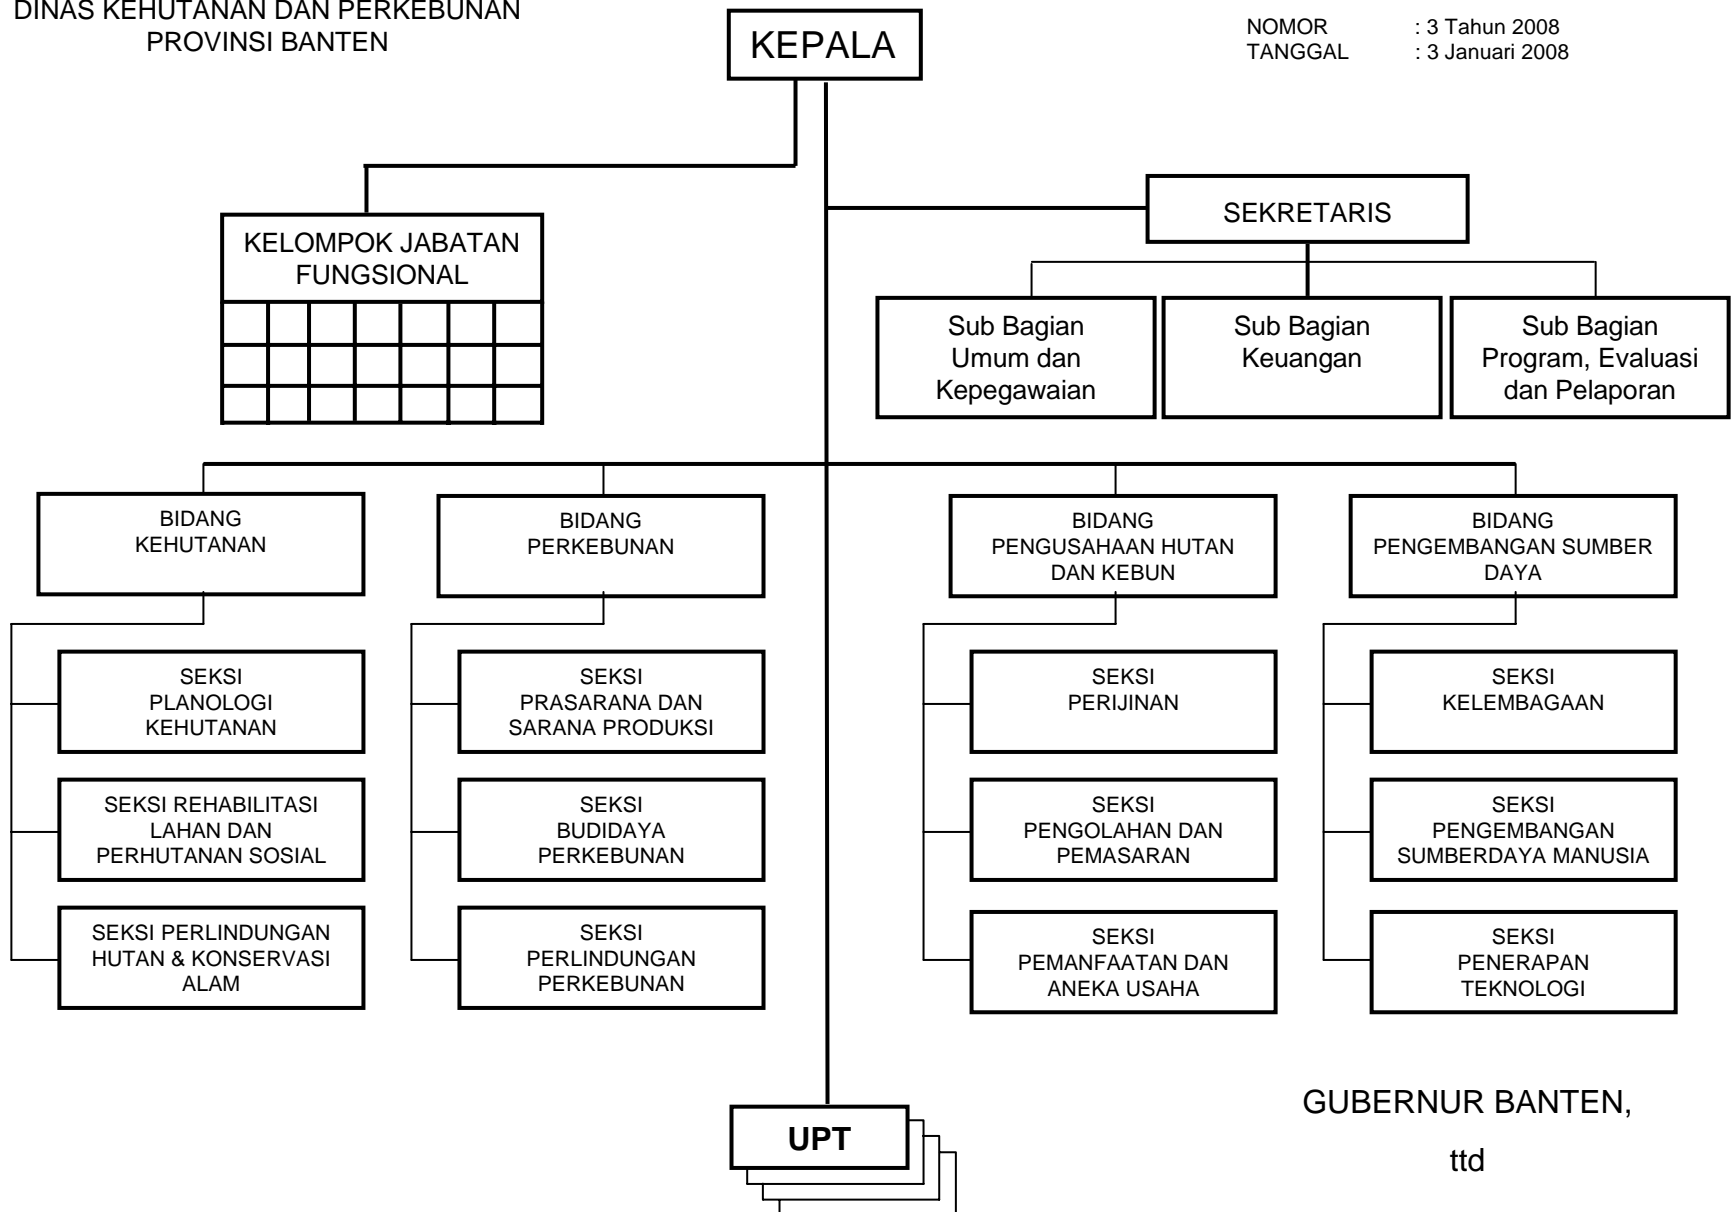 DINAS KEHUTANAN DAN PERKEBUNAN
PROVINSI BANTEN
KEPALA
NOMOR : 3 Tahun 2008
TANGGAL : 3 Januari 2008
SEKRETARIS
KELOMPOK JABATAN
FUNGSIONAL
Sub Bagian
Umum dan
Kepegawaian
Sub Bagian
Keuangan
Sub Bagian
Program, Evaluasi
dan Pelaporan
BIDANG
KEHUTANAN
BIDANG
PERKEBUNAN
BIDANG
PENGUSAHAAN HUTAN
DAN KEBUN
BIDANG
PENGEMBANGAN SUMBER
DAYA
SEKSI
PLANOLOGI
KEHUTANAN
SEKSI
PRASARANA DAN
SARANA PRODUKSI
SEKSI
PERIJINAN
SEKSI
KELEMBAGAAN
SEKSI REHABILITASI
LAHAN DAN
PERHUTANAN SOSIAL
SEKSI
BUDIDAYA
PERKEBUNAN
SEKSI
PENGOLAHAN DAN
PEMASARAN
SEKSI
PENGEMBANGAN
SUMBERDAYA MANUSIA
SEKSI PERLINDUNGAN
HUTAN & KONSERVASI
ALAM
SEKSI
PERLINDUNGAN
PERKEBUNAN
SEKSI
PEMANFAATAN DAN
ANEKA USAHA
SEKSI
PENERAPAN
TEKNOLOGI
UPT
GUBERNUR BANTEN,
ttd